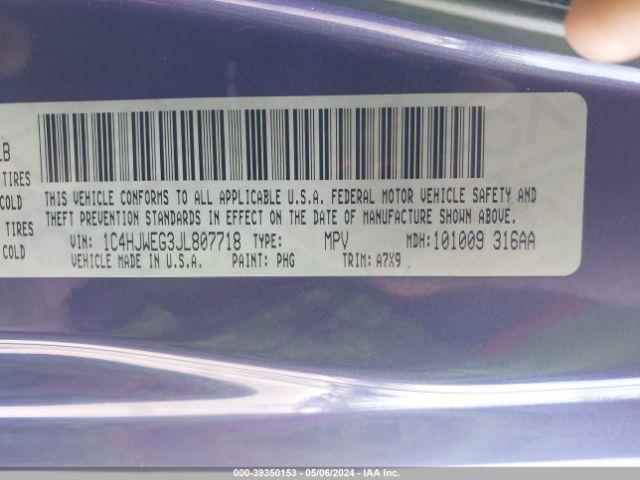 LB
TIRES
COLD
TIRES
COLD
THIS VEHICLE CONFORMS TO ALL APPLICABLE U.S.A. FEDERAL MOTOR VEHICLE SAFETY AND
THEFT PREVENTION STANDARDS IN EFFECT ON THE DATE OF MANUFACTURE SHOWN ABOVE.
VIN: 1C4HJWEG3JL807718 TYPE: MPV MDH: 101009 316AA
VEHICLE MADE IN U.S.A. PAINT: PHG TRIM: A7X9
000-39350153 - 05/06/2024 - IAA Inc.